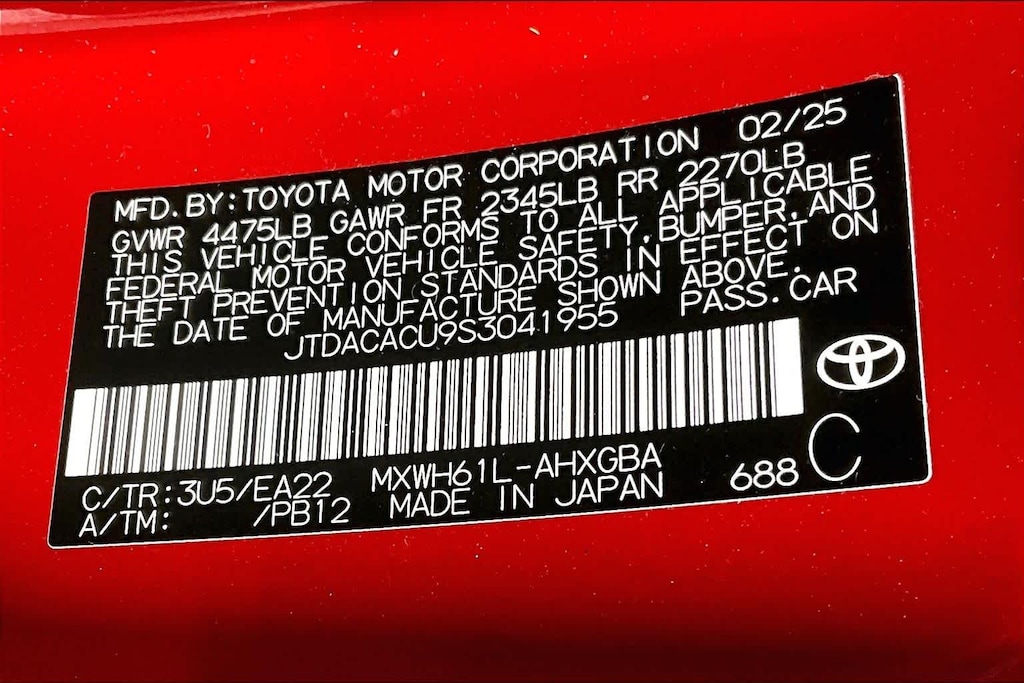 MFD.BY:TOYOTA MOTOR CORPORATION 02/25
GVWR 4475LB GAWR FR 2345LB RR 2270LB
THIS VEHICLE CONFORMS TO ALL APPLICABLE
FEDERAL MOTOR VEHICLE SAFETY,BUMPER,AND
THEFT PREVENTION STANDARDS IN EFFECT ON
THE DATE OF MANUFACTURE SHOWN ABOVE.
JTDACACU9S3041955 PASS.CAR
C/TR:3U5/EA22 MXWH61L-AHXGBA
A/TM: /PB12 MADE IN JAPAN 688 C